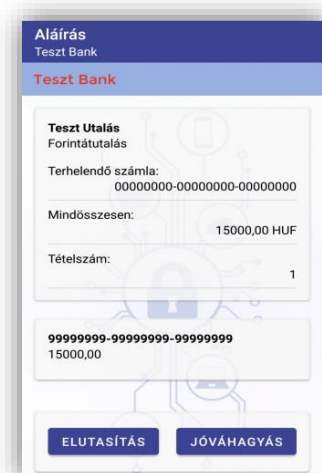 Aláírás
Teszt Bank
Teszt Bank
Teszt Utalás
Forintátutalás
Terhelendő számla:
00000000-00000000-00000000
Mindösszesen:
15000,00 HUF
Tételszám:
1
99999999-99999999-99999999
15000,00
ELUTASÍTÁS JÓVÁHAGYÁS